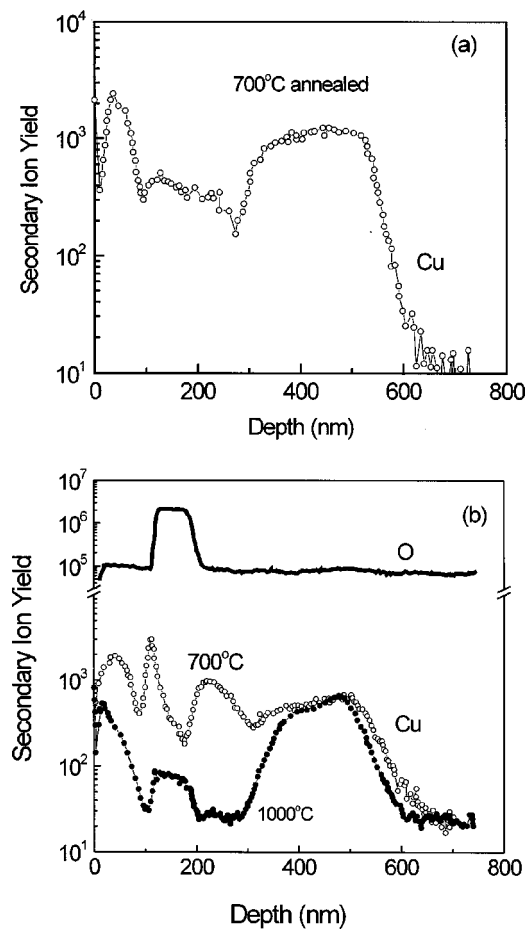 (a)
700°C annealed
Cu
10⁴
10³
10²
10¹
Secondary Ion Yield
0 200 400 600 800
Depth (nm)
(b)
O
700°C
Cu
1000°C
10⁷
10⁶
10⁵
10³
10²
10¹
Secondary Ion Yield
0 200 400 600 800
Depth (nm)